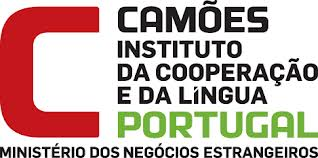 CAMÕES
INSTITUTO
DA COOPERAÇÃO
E DA LÍNGUA
PORTUGAL
MINISTÉRIO DOS NEGÓCIOS ESTRANGEIROS